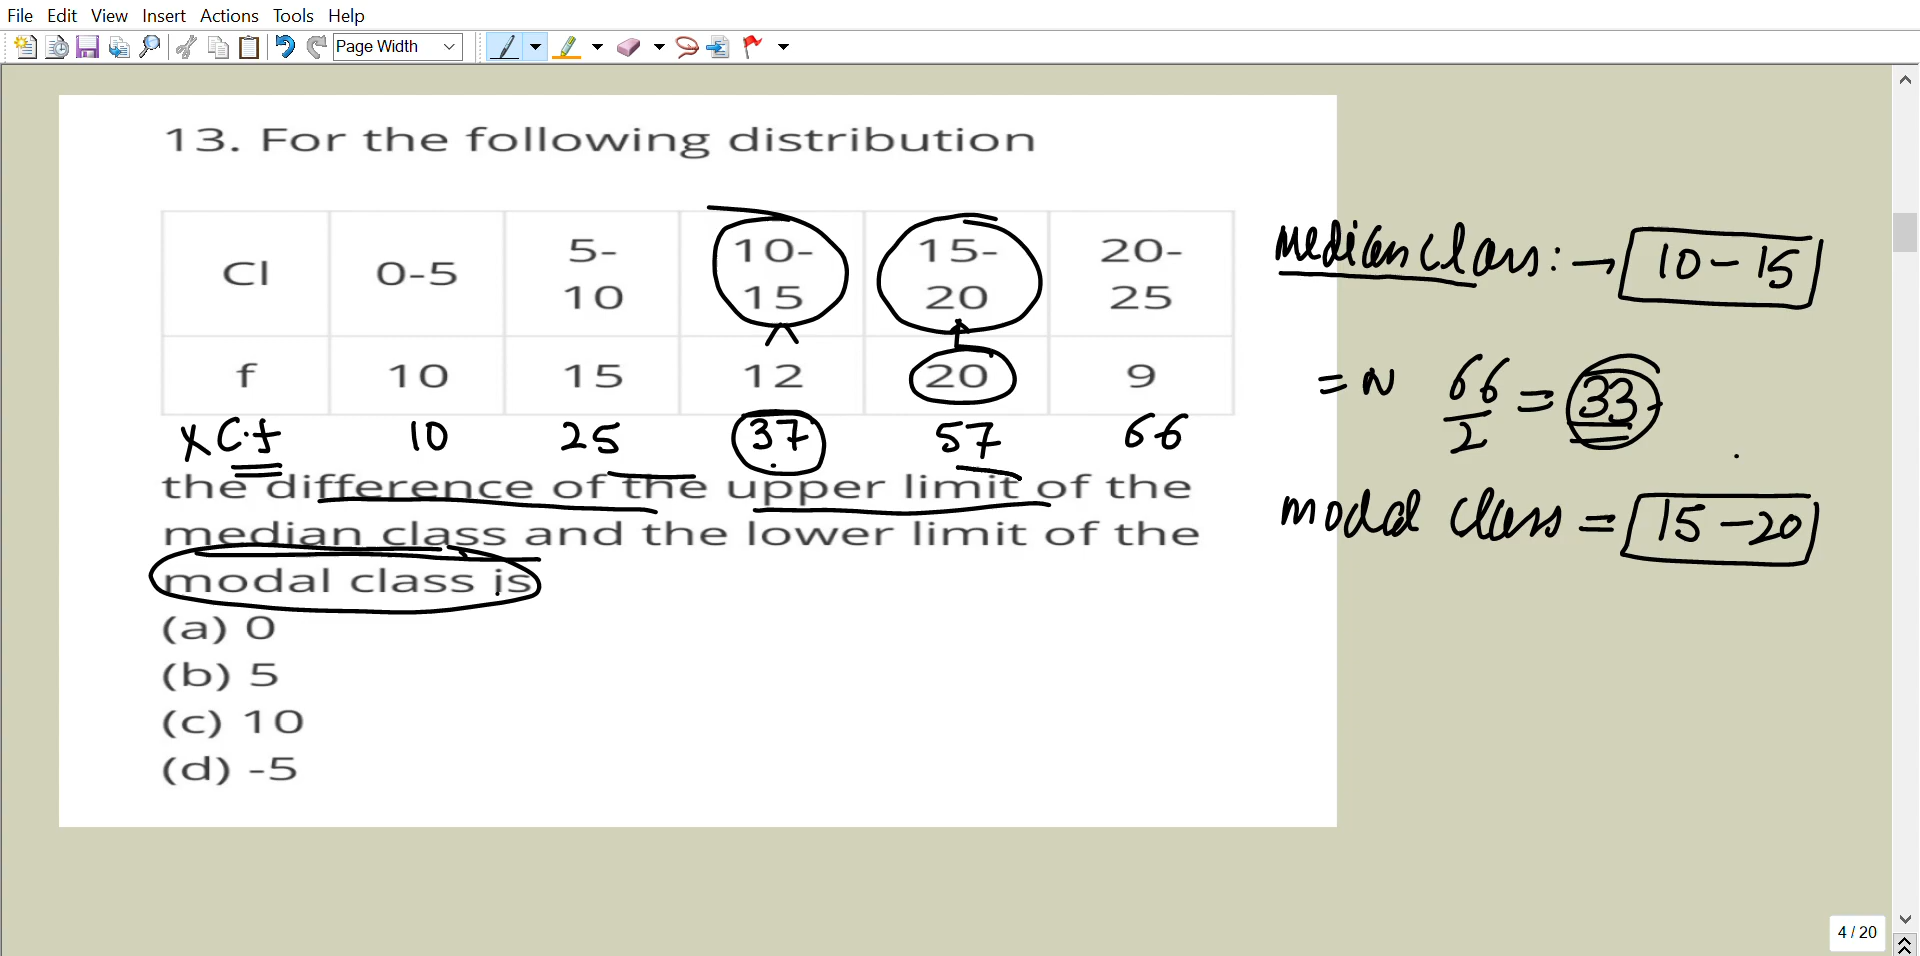 File Edit View Insert Actions Tools Help
Page Width
13. For the following distribution
Cl 0-5 5-10 10-15 15-20 20-25
f 10 15 12 20 9
x C.f 10 25 37 57 66
the difference of the upper limit of the
median class and the lower limit of the
modal class is
(a) 0
(b) 5
(c) 10
(d) -5
median class: → 10 - 15
= N 66/2 = 33
modal class = 15 - 20
4 / 20